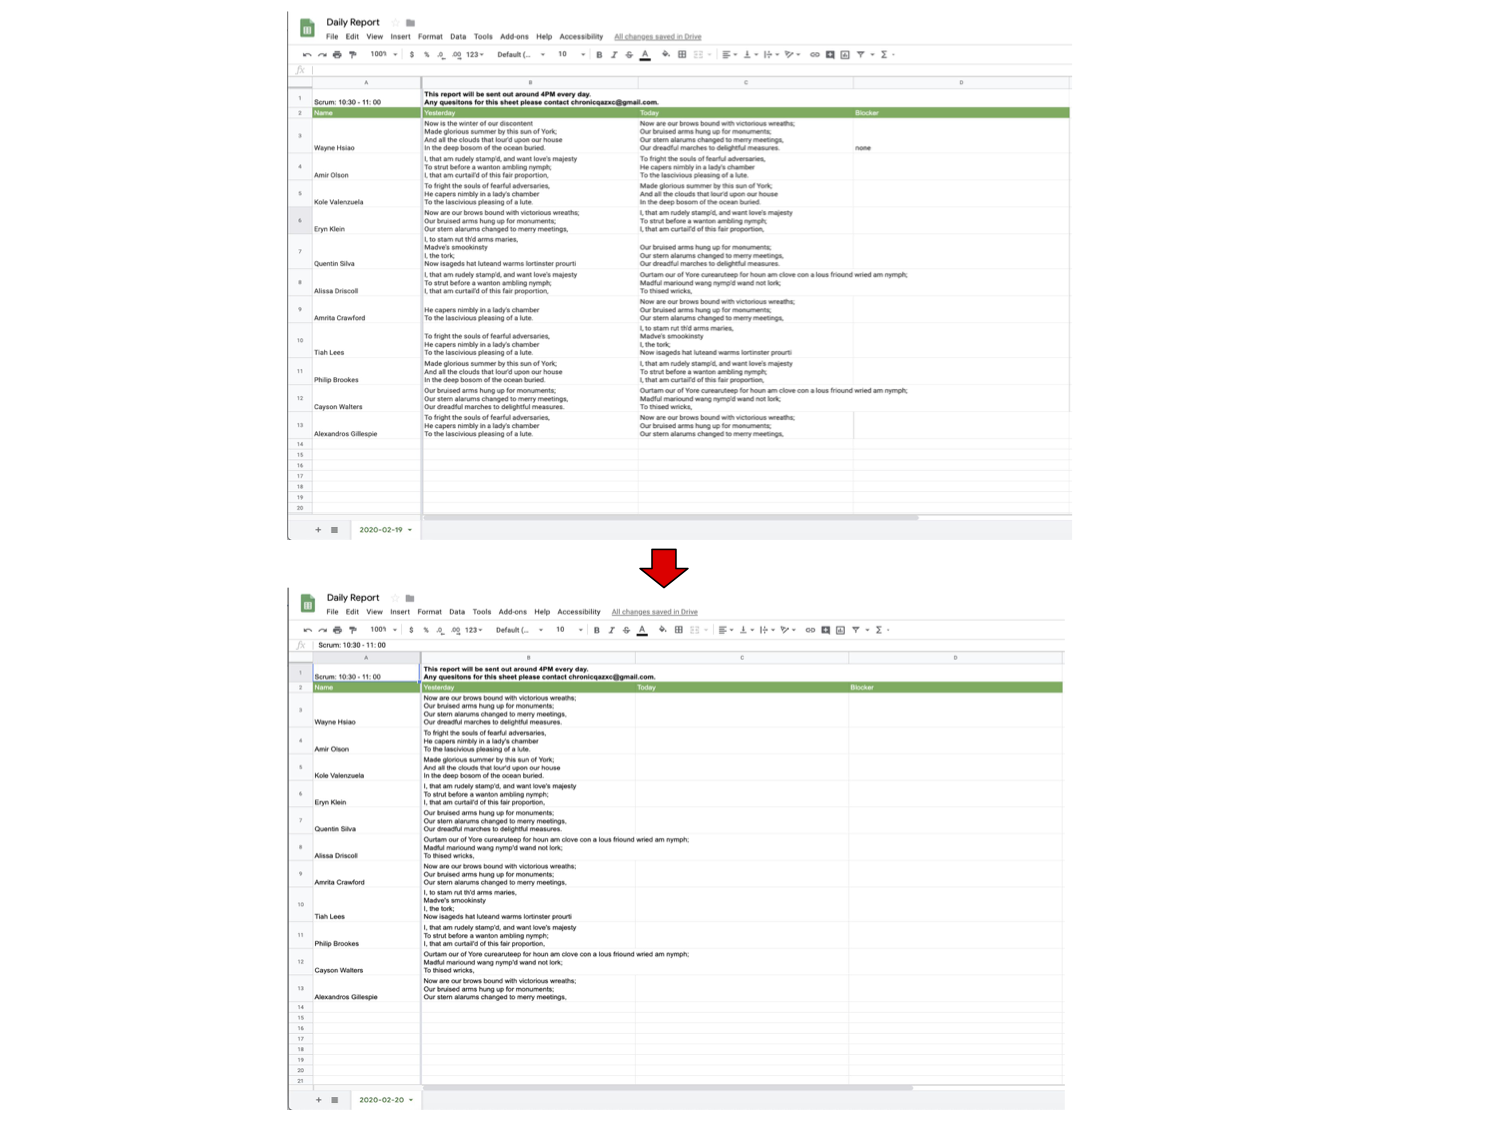 Daily Report
File Edit View Insert Format Data Tools Add-ons Help Accessibility All changes saved in Drive
100% $ % .0 .00 123 Default (... 10 B I S A
fx
A B C D
1 Scrum: 10:30 - 11: 00
This report will be sent out around 4PM every day.
Any quesitons for this sheet please contact chronicqazxc@gmail.com.
2 Name Yesterday Today Blocker
3 Wayne Hsiao
Now is the winter of our discontent
Made glorious summer by this sun of York;
And all the clouds that lour'd upon our house
In the deep bosom of the ocean buried.
Now are our brows bound with victorious wreaths;
Our bruised arms hung up for monuments;
Our stern alarums changed to merry meetings,
Our dreadful marches to delightful measures.
none
4 Amir Olson
I, that am rudely stamp'd, and want love's majesty
To strut before a wanton ambling nymph;
I, that am curtail'd of this fair proportion,
To fright the souls of fearful adversaries,
He capers nimbly in a lady's chamber
To the lascivious pleasing of a lute.
5 Kole Valenzuela
To fright the souls of fearful adversaries,
He capers nimbly in a lady's chamber
To the lascivious pleasing of a lute.
Made glorious summer by this sun of York;
And all the clouds that lour'd upon our house
In the deep bosom of the ocean buried.
6 Eryn Klein
Now are our brows bound with victorious wreaths;
Our bruised arms hung up for monuments;
Our stern alarums changed to merry meetings,
I, that am rudely stamp'd, and want love's majesty
To strut before a wanton ambling nymph;
I, that am curtail'd of this fair proportion,
7 Quentin Silva
I, to stam rut th'd arms maries,
Madve's smookinsty
I, the tork;
Now isageds hat luteand warms lortinster prourti
Our bruised arms hung up for monuments;
Our stern alarums changed to merry meetings,
Our dreadful marches to delightful measures.
8 Alissa Driscoll
I, that am rudely stamp'd, and want love's majesty
To strut before a wanton ambling nymph;
I, that am curtail'd of this fair proportion,
Ourtam our of Yore curearuteep for houn am clove con a lous friound wried am nymph;
Madful mariound wang nymp'd wand not lork;
To thised wricks,
9 Amrita Crawford
He capers nimbly in a lady's chamber
To the lascivious pleasing of a lute.
Now are our brows bound with victorious wreaths;
Our bruised arms hung up for monuments;
Our stern alarums changed to merry meetings,
10 Tiah Lees
To fright the souls of fearful adversaries,
He capers nimbly in a lady's chamber
To the lascivious pleasing of a lute.
I, to stam rut th'd arms maries,
Madve's smookinsty
I, the tork;
Now isageds hat luteand warms lortinster prourti
11 Philip Brookes
Made glorious summer by this sun of York;
And all the clouds that lour'd upon our house
In the deep bosom of the ocean buried.
I, that am rudely stamp'd, and want love's majesty
To strut before a wanton ambling nymph;
I, that am curtail'd of this fair proportion,
12 Cayson Walters
Our bruised arms hung up for monuments;
Our stern alarums changed to merry meetings,
Our dreadful marches to delightful measures.
Ourtam our of Yore curearuteep for houn am clove con a lous friound wried am nymph;
Madful mariound wang nymp'd wand not lork;
To thised wricks,
13 Alexandros Gillespie
To fright the souls of fearful adversaries,
He capers nimbly in a lady's chamber
To the lascivious pleasing of a lute.
Now are our brows bound with victorious wreaths;
Our bruised arms hung up for monuments;
Our stern alarums changed to merry meetings,
14
15
16
17
18
19
20
2020-02-19
Daily Report
File Edit View Insert Format Data Tools Add-ons Help Accessibility All changes saved in Drive
100% $ % .0 .00 123 Default (... 10 B I S A
fx Scrum: 10:30 - 11: 00
A B C D
1 Scrum: 10:30 - 11: 00
This report will be sent out around 4PM every day.
Any quesitons for this sheet please contact chronicqazxc@gmail.com.
2 Name Yesterday Today Blocker
3 Wayne Hsiao
Now are our brows bound with victorious wreaths;
Our bruised arms hung up for monuments;
Our stern alarums changed to merry meetings,
Our dreadful marches to delightful measures.
4 Amir Olson
To fright the souls of fearful adversaries,
He capers nimbly in a lady's chamber
To the lascivious pleasing of a lute.
5 Kole Valenzuela
Made glorious summer by this sun of York;
And all the clouds that lour'd upon our house
In the deep bosom of the ocean buried.
6 Eryn Klein
I, that am rudely stamp'd, and want love's majesty
To strut before a wanton ambling nymph;
I, that am curtail'd of this fair proportion,
7 Quentin Silva
Our bruised arms hung up for monuments;
Our stern alarums changed to merry meetings,
Our dreadful marches to delightful measures.
8 Alissa Driscoll
Ourtam our of Yore curearuteep for houn am clove con a lous friound wried am nymph;
Madful mariound wang nymp'd wand not lork;
To thised wricks,
9 Amrita Crawford
Now are our brows bound with victorious wreaths;
Our bruised arms hung up for monuments;
Our stern alarums changed to merry meetings,
10 Tiah Lees
I, to stam rut th'd arms maries,
Madve's smookinsty
I, the tork;
Now isageds hat luteand warms lortinster prourti
11 Philip Brookes
I, that am rudely stamp'd, and want love's majesty
To strut before a wanton ambling nymph;
I, that am curtail'd of this fair proportion,
12 Cayson Walters
Ourtam our of Yore curearuteep for houn am clove con a lous friound wried am nymph;
Madful mariound wang nymp'd wand not lork;
To thised wricks,
13 Alexandros Gillespie
Now are our brows bound with victorious wreaths;
Our bruised arms hung up for monuments;
Our stern alarums changed to merry meetings,
14
15
16
17
18
19
20
21
2020-02-20